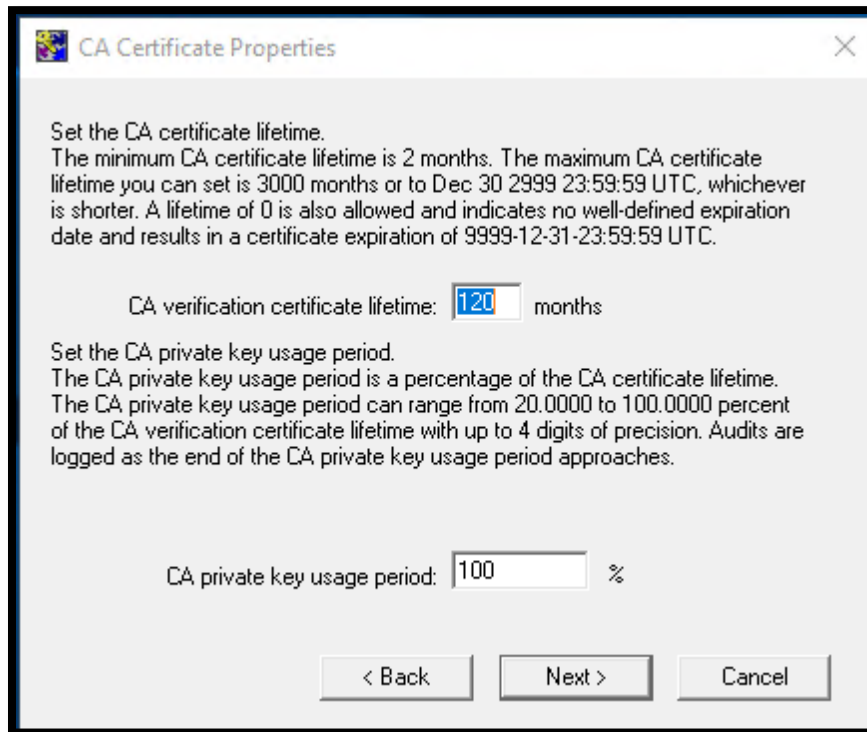 CA Certificate Properties
Set the CA certificate lifetime.
The minimum CA certificate lifetime is 2 months. The maximum CA certificate
lifetime you can set is 3000 months or to Dec 30 2999 23:59:59 UTC, whichever
is shorter. A lifetime of 0 is also allowed and indicates no well-defined expiration
date and results in a certificate expiration of 9999-12-31-23:59:59 UTC.
CA verification certificate lifetime: 120 months
Set the CA private key usage period.
The CA private key usage period is a percentage of the CA certificate lifetime.
The CA private key usage period can range from 20.0000 to 100.0000 percent
of the CA verification certificate lifetime with up to 4 digits of precision. Audits are
logged as the end of the CA private key usage period approaches.
CA private key usage period: 100 %
< Back Next > Cancel